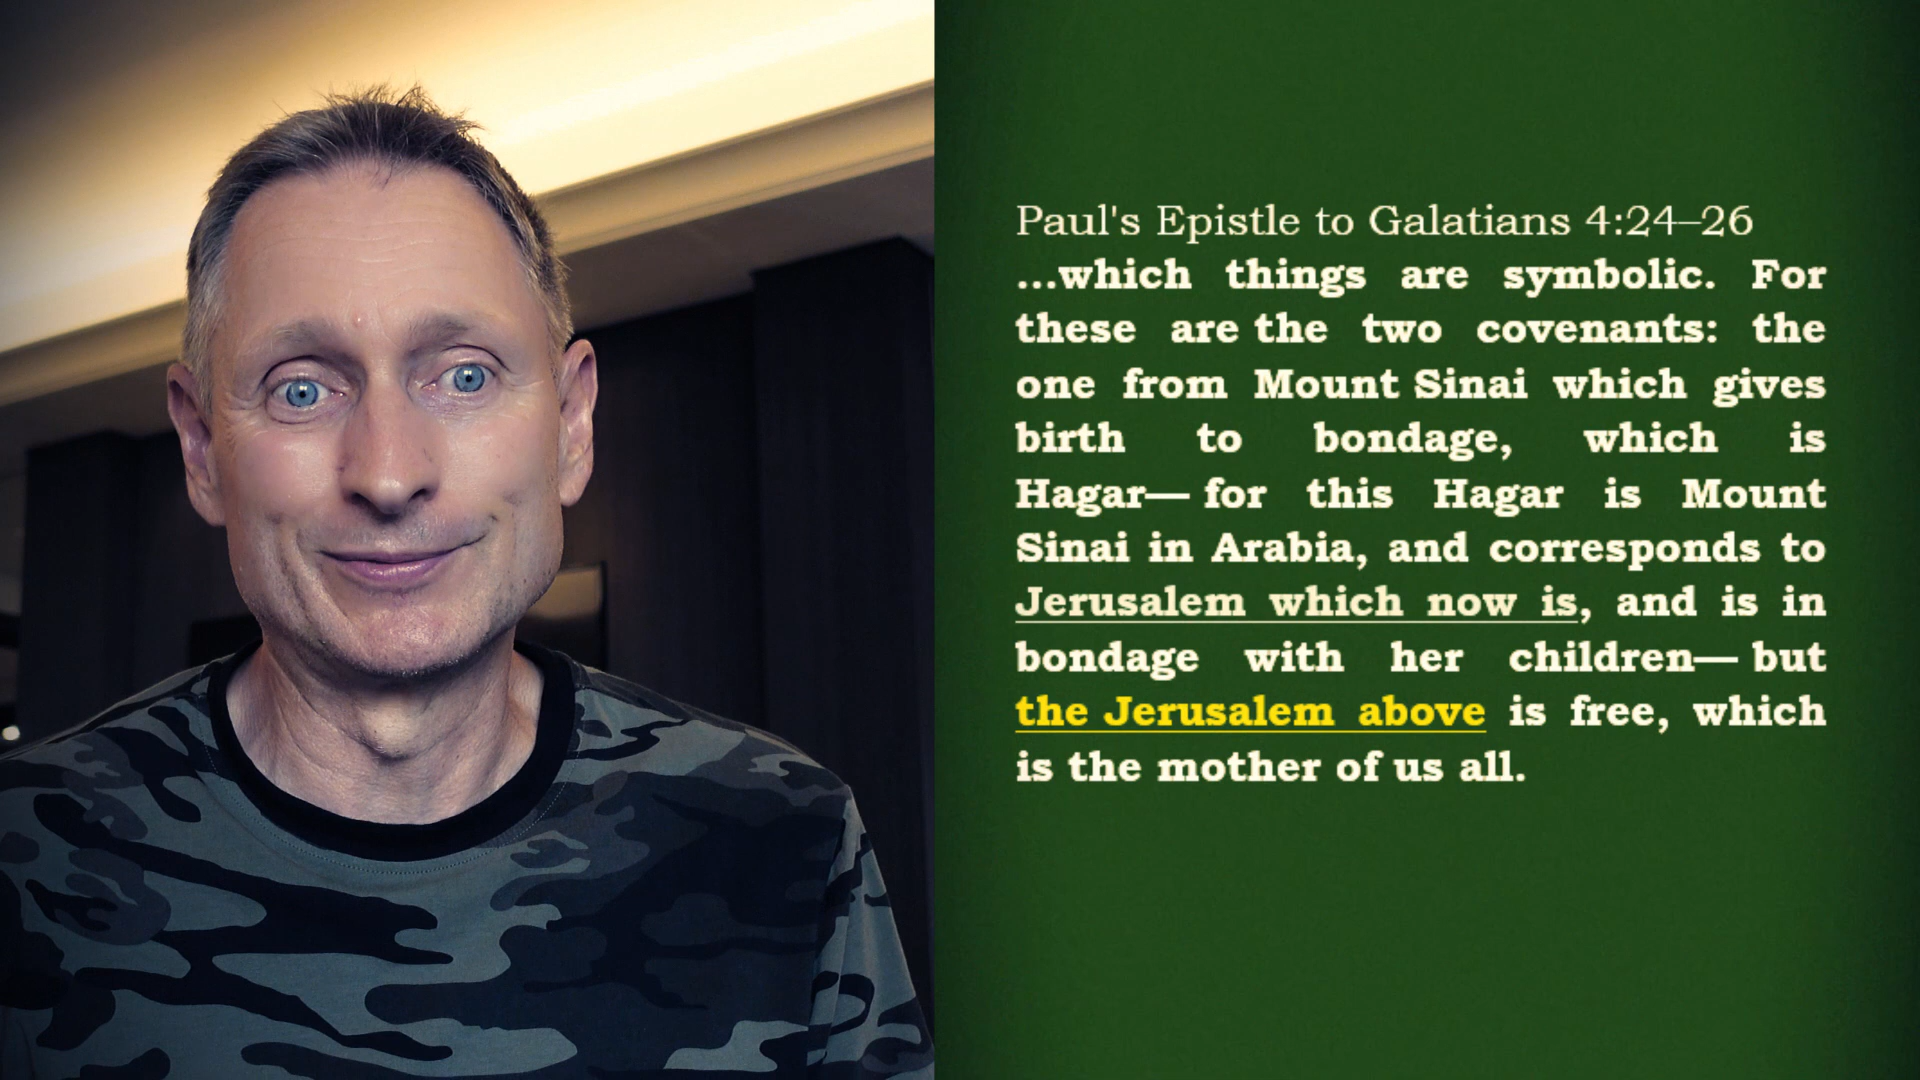 Paul's Epistle to Galatians 4:24–26
...which things are symbolic. For
these are the two covenants: the
one from Mount Sinai which gives
birth to bondage, which is
Hagar— for this Hagar is Mount
Sinai in Arabia, and corresponds to
Jerusalem which now is, and is in
bondage with her children— but
the Jerusalem above is free, which
is the mother of us all.